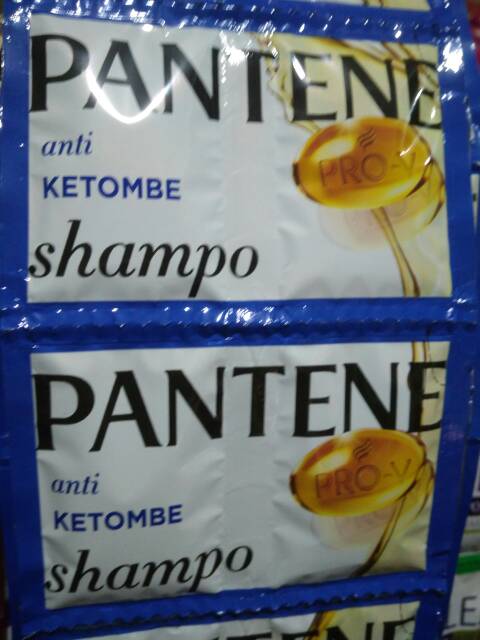 PANTENE
anti
KETOMBE
shampo
PRO-V
PANTENE
anti
KETOMBE
shampo
PRO-V